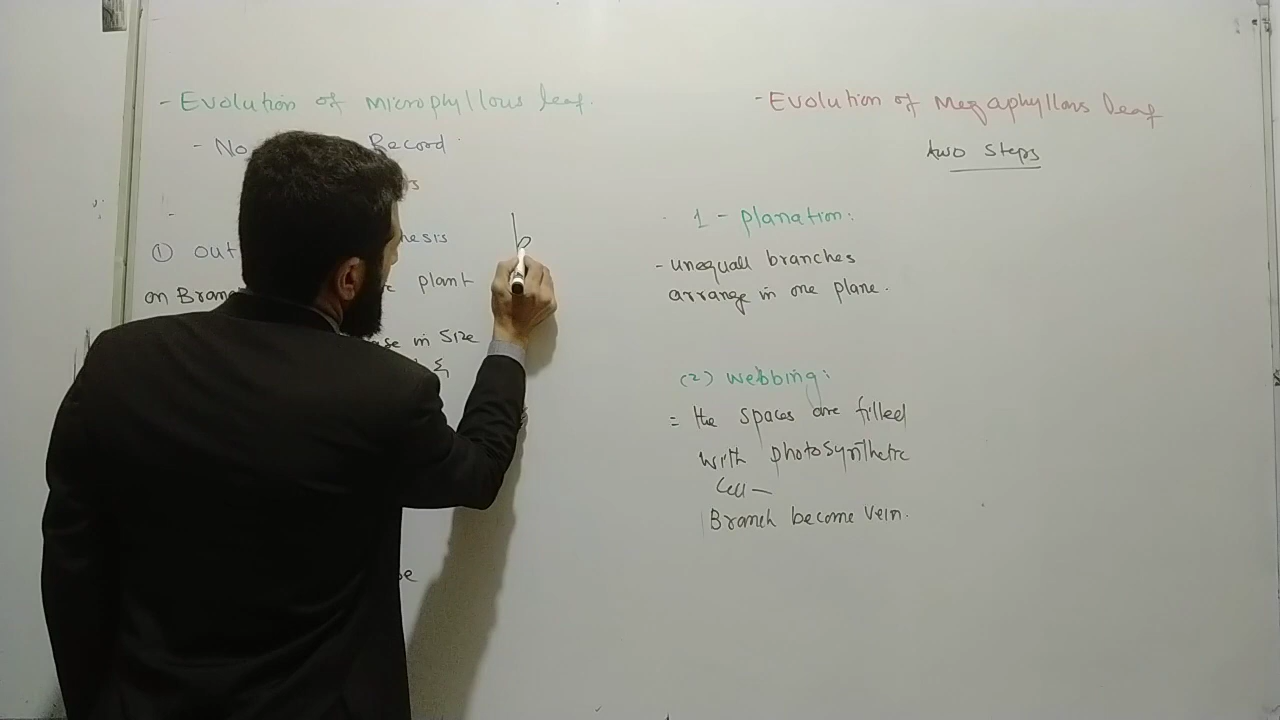 - Evolution of Microphyllous leaf.
- No Record
① out hesis
on Bran plant
in Size
&
- Evolution of Megaphyllous leaf
two Steps
1 - planation:
- unequall branches
arrange in one plane.
(2) webbing:
= the spaces are filled
with photosynthetic
Cell -
Branch become vein.